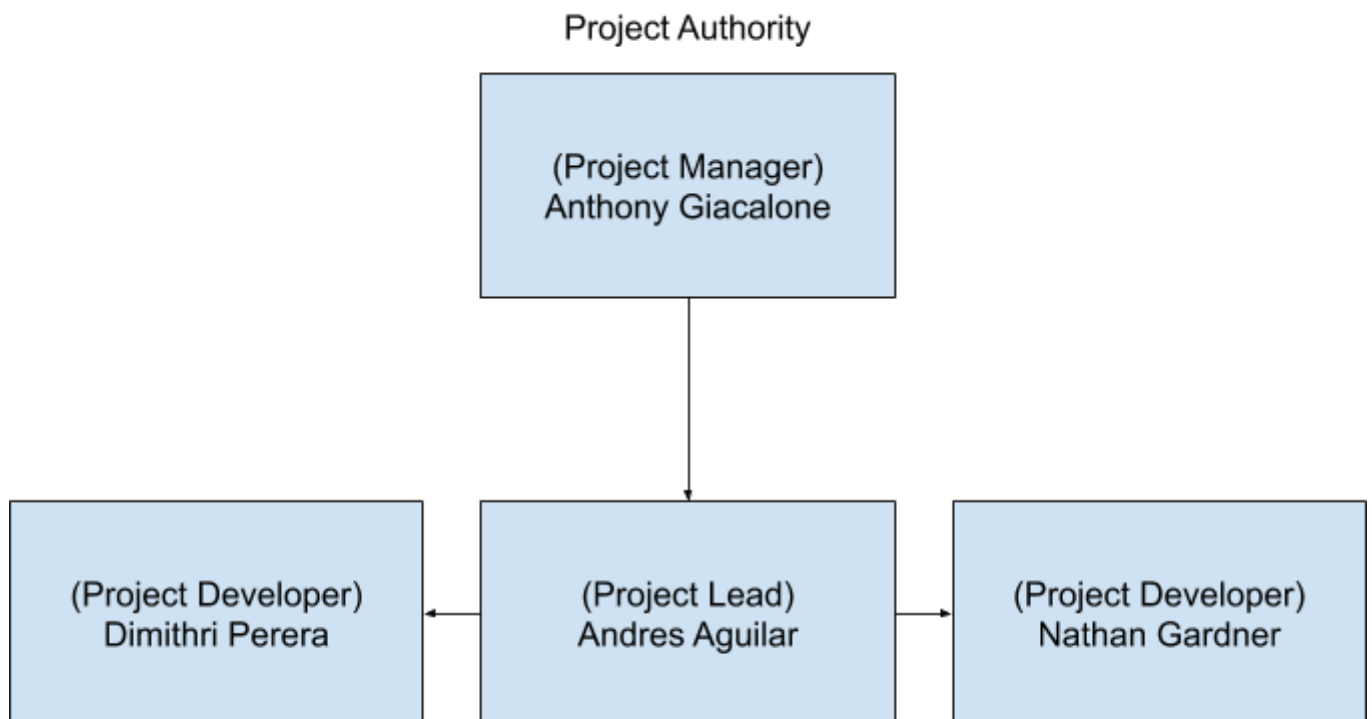 Project Authority
(Project Manager)
Anthony Giacalone
(Project Developer)
Dimithri Perera
(Project Lead)
Andres Aguilar
(Project Developer)
Nathan Gardner